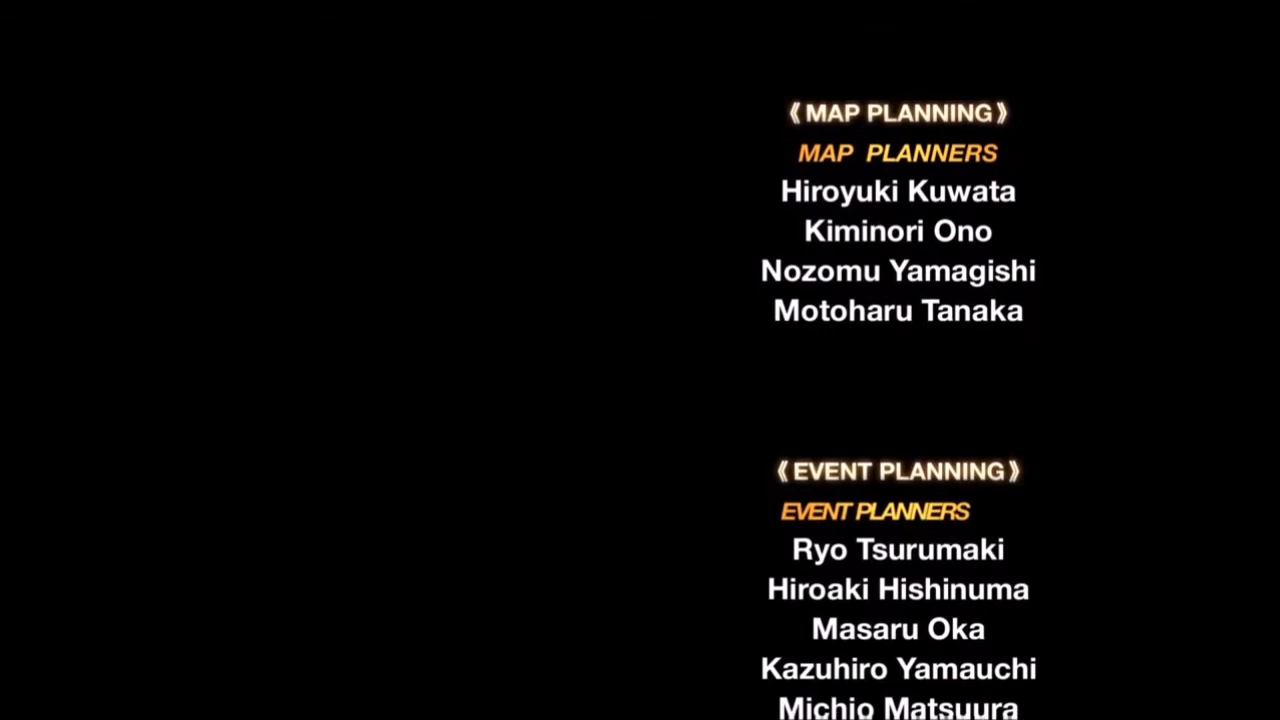 《MAP PLANNING》
MAP PLANNERS
Hiroyuki Kuwata
Kiminori Ono
Nozomu Yamagishi
Motoharu Tanaka
《EVENT PLANNING》
EVENT PLANNERS
Ryo Tsurumaki
Hiroaki Hishinuma
Masaru Oka
Kazuhiro Yamauchi
Michio Matsuura